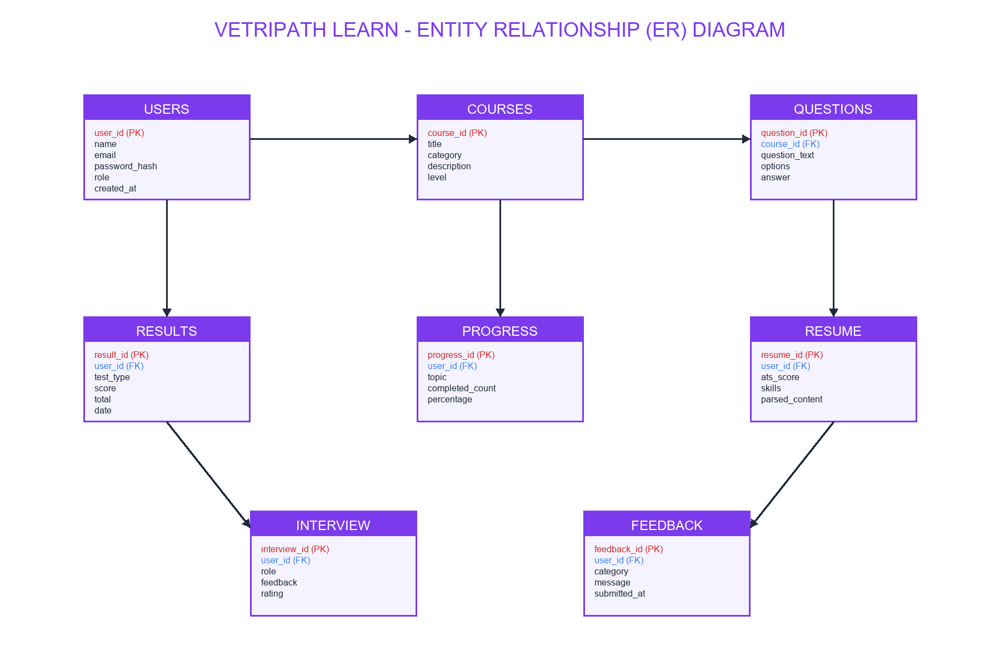 VETRIPATH LEARN - ENTITY RELATIONSHIP (ER) DIAGRAM
USERS
user_id (PK)
name
email
password_hash
role
created_at
COURSES
course_id (PK)
title
category
description
level
QUESTIONS
question_id (PK)
course_id (FK)
question_text
options
answer
RESULTS
result_id (PK)
user_id (FK)
test_type
score
total
date
PROGRESS
progress_id (PK)
user_id (FK)
topic
completed_count
percentage
RESUME
resume_id (PK)
user_id (FK)
ats_score
skills
parsed_content
INTERVIEW
interview_id (PK)
user_id (FK)
role
feedback
rating
FEEDBACK
feedback_id (PK)
user_id (FK)
category
message
submitted_at